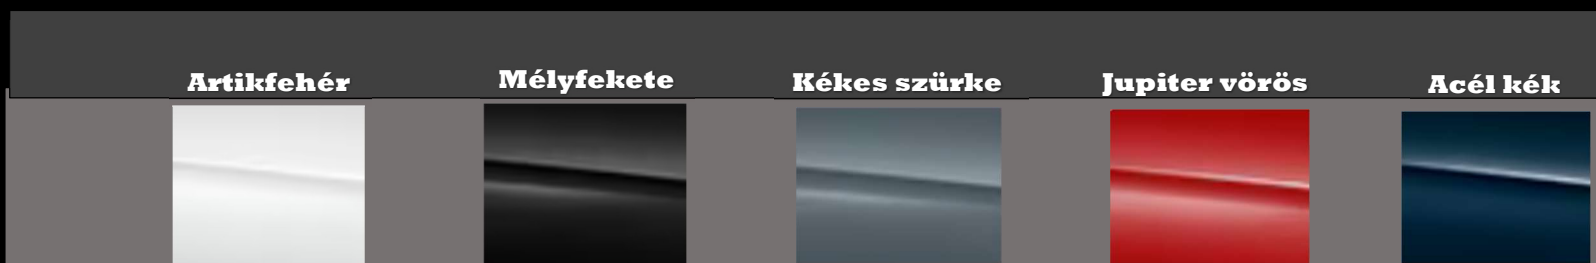 Artikfehér
Mélyfekete
Kékes szürke
Jupiter vörös
Acél kék